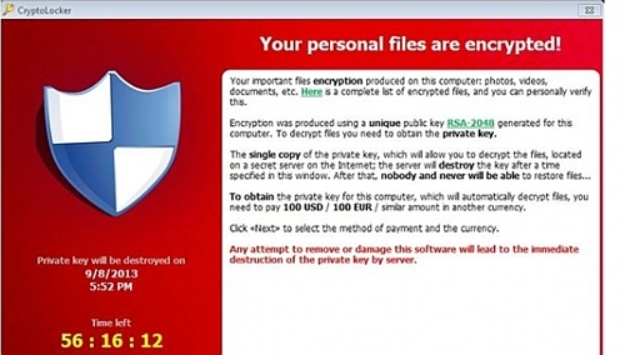 CryptoLocker
Your personal files are encrypted!
Your important files encryption produced on this computer: photos, videos,
documents, etc. Here is a complete list of encrypted files, and you can personally verify
this.
Encryption was produced using a unique public key RSA-2048 generated for this
computer. To decrypt files you need to obtain the private key.
The single copy of the private key, which will allow you to decrypt the files, located
on a secret server on the Internet; the server will destroy the key after a time
specified in this window. After that, nobody and never will be able to restore files...
To obtain the private key for this computer, which will automatically decrypt files, you
need to pay 100 USD / 100 EUR / similar amount in another currency.
Click «Next» to select the method of payment and the currency.
Any attempt to remove or damage this software will lead to the immediate
destruction of the private key by server.
Private key will be destroyed on
9/8/2013
5:52 PM
Time left
56 : 16 : 12